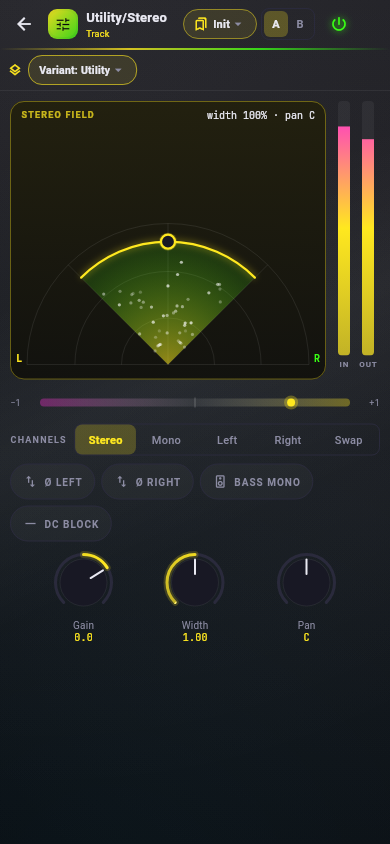 Utility/Stereo
Track
Init
A B
Variant: Utility
STEREO FIELD
width 100% · pan C
L
R
IN OUT
-1
+1
CHANNELS Stereo Mono Left Right Swap
Ø LEFT
Ø RIGHT
BASS MONO
DC BLOCK
Gain
0.0
Width
1.00
Pan
C